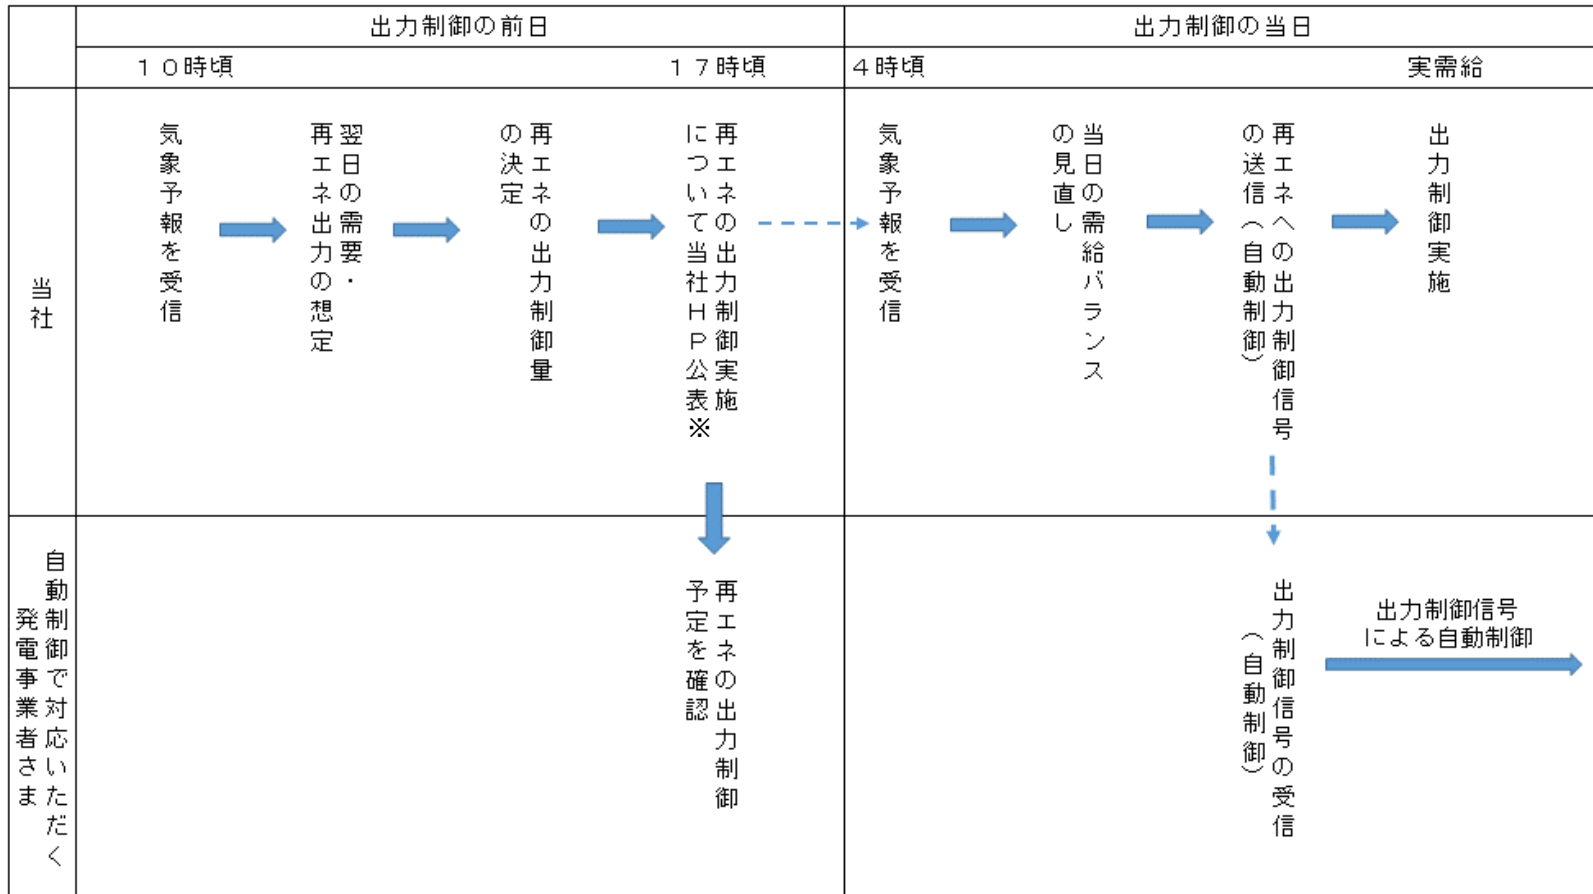 出力制御の前日
出力制御の当日
１０時頃
１７時頃
４時頃
実需給
当社
気象予報を受信
翌日の需要・
再エネ出力の想定
再エネの出力制御量
の決定
再エネの出力制御実施
について当社ＨＰ公表※
気象予報を受信
当日の需給バランス
の見直し
再エネへの出力制御信号
の送信（自動制御）
出力制御実施
自動制御で対応いただく
発電事業者さま
再エネの出力制御
予定を確認
出力制御信号の受信
（自動制御）
出力制御信号
による自動制御